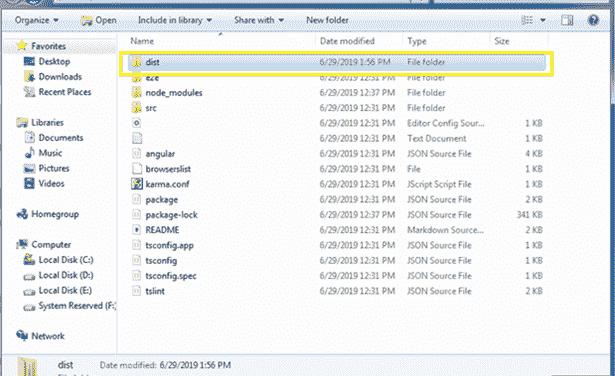 Organize Open Include in library Share with New folder
Name Date modified Type Size
Favorites
Desktop
Downloads
Recent Places
Libraries
Documents
Music
Pictures
Videos
Homegroup
Computer
Local Disk (C:)
Local Disk (D:)
Local Disk (E:)
System Reserved (F:)
Network
dist 6/29/2019 1:56 PM File folder
e2e 6/29/2019 12:31 PM File folder
node_modules 6/29/2019 12:37 PM File folder
src 6/29/2019 12:31 PM File folder
6/29/2019 12:31 PM Editor Config Sour... 1 KB
6/29/2019 12:31 PM Text Document 1 KB
angular 6/29/2019 12:31 PM JSON Source File 4 KB
browserslist 6/29/2019 12:31 PM File 1 KB
karma.conf 6/29/2019 12:31 PM JScript Script File 1 KB
package 6/29/2019 12:31 PM JSON Source File 2 KB
package-lock 6/29/2019 12:37 PM JSON Source File 341 KB
README 6/29/2019 12:31 PM Markdown Source... 2 KB
tsconfig.app 6/29/2019 12:31 PM JSON Source File 1 KB
tsconfig 6/29/2019 12:31 PM JSON Source File 1 KB
tsconfig.spec 6/29/2019 12:31 PM JSON Source File 1 KB
tslint 6/29/2019 12:31 PM JSON Source File 2 KB
dist Date modified: 6/29/2019 1:56 PM